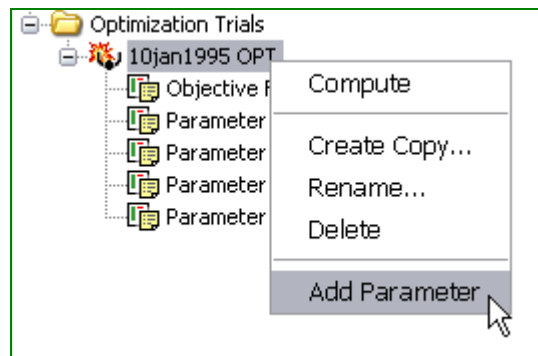 Optimization Trials
10jan1995 OPT
Objective F
Parameter
Parameter
Parameter
Parameter
Compute
Create Copy...
Rename...
Delete
Add Parameter